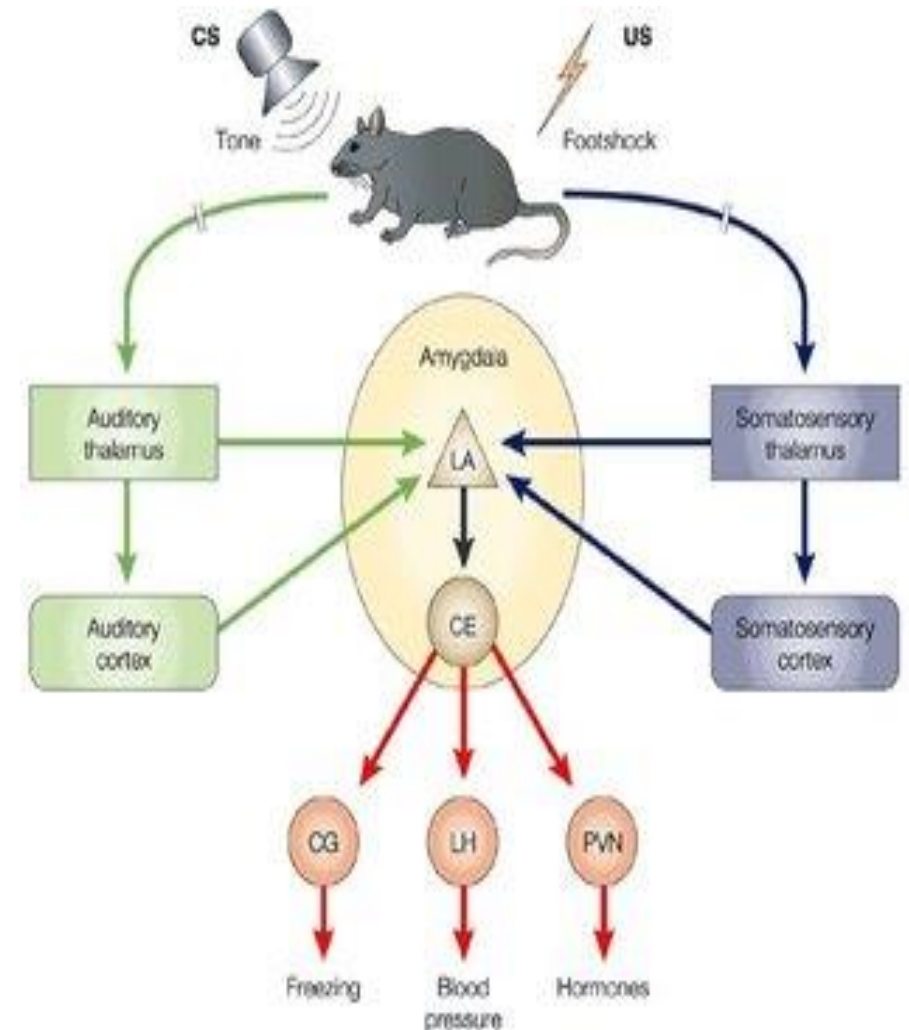 CS
US
Tone
Footshock
Amygdala
Auditory
thalamus
LA
Somatosensory
thalamus
Auditory
cortex
CE
Somatosensory
cortex
CG
LH
PVN
Freezing
Blood
pressure
Hormones